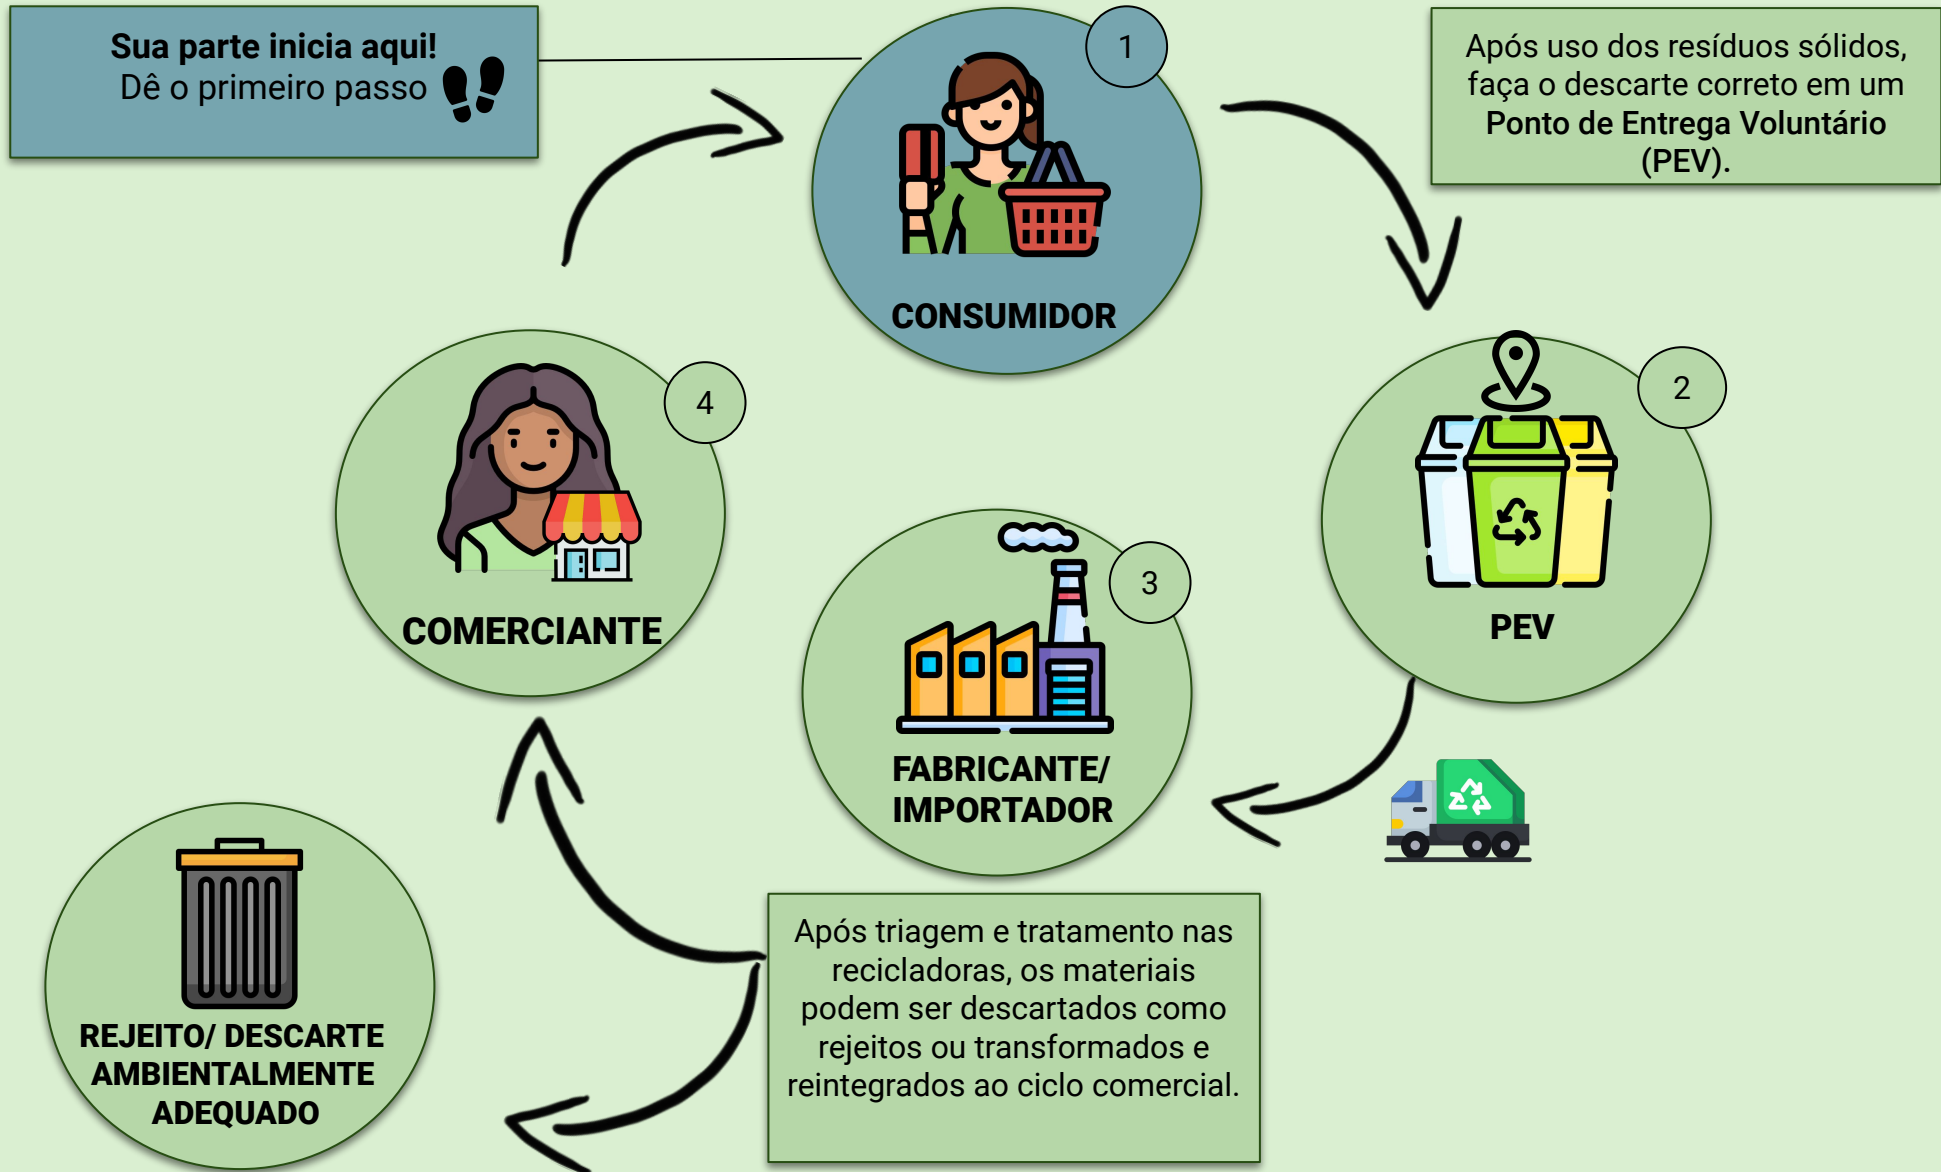 Sua parte inicia aqui!
Dê o primeiro passo
1
CONSUMIDOR
Após uso dos resíduos sólidos,
faça o descarte correto em um
Ponto de Entrega Voluntário
(PEV).
2
PEV
3
FABRICANTE/
IMPORTADOR
Após triagem e tratamento nas
recicladoras, os materiais
podem ser descartados como
rejeitos ou transformados e
reintegrados ao ciclo comercial.
4
COMERCIANTE
REJEITO/ DESCARTE
AMBIENTALMENTE
ADEQUADO